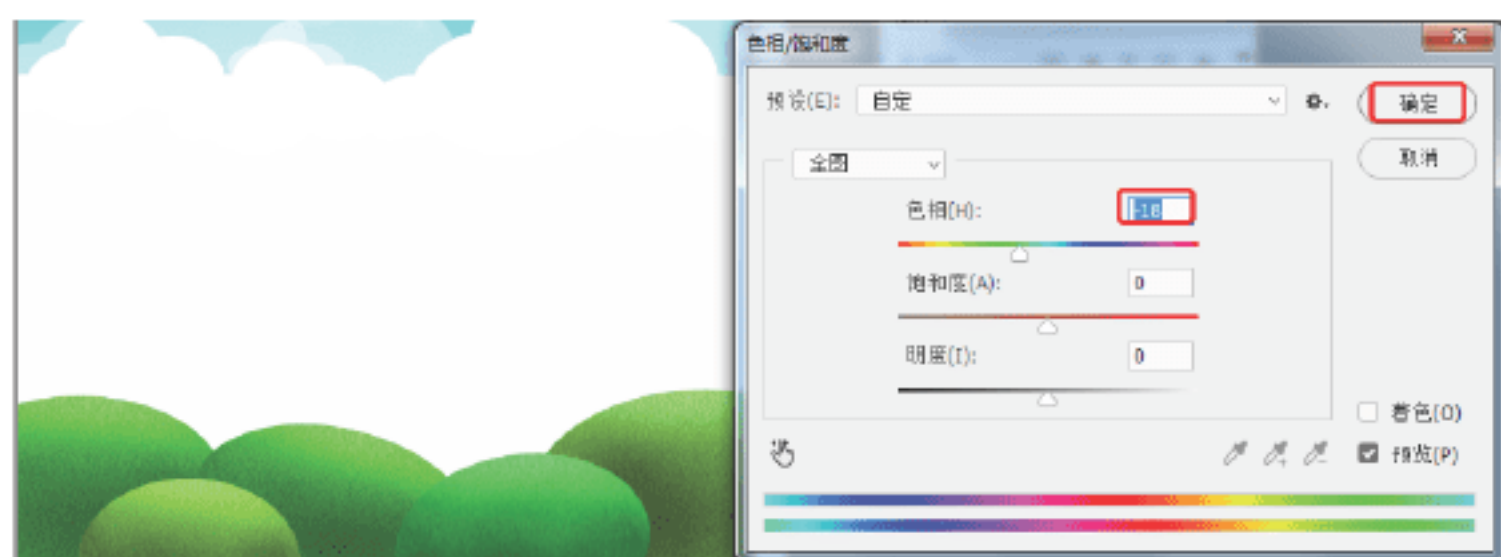 色相/饱和度
预设(E): 自定
确定
全图
取消
色相(H): -18
饱和度(A): 0
明度(I): 0
着色(O)
预览(P)